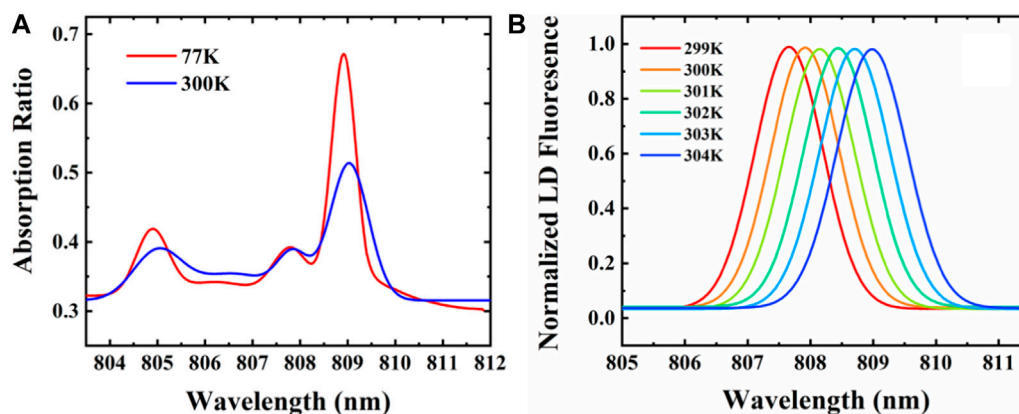 A
Absorption Ratio
0.7
0.6
0.5
0.4
0.3
77K
300K
804 805 806 807 808 809 810 811 812
Wavelength (nm)
B
Normalized LD Fluoresence
1.0
0.8
0.6
0.4
0.2
0.0
299K
300K
301K
302K
303K
304K
805 806 807 808 809 810 811
Wavelength (nm)